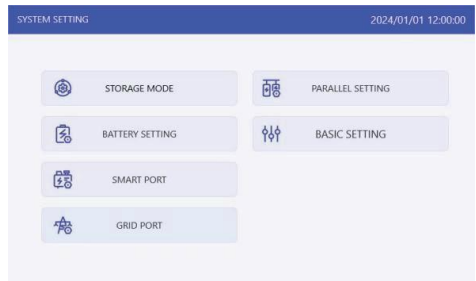 SYSTEM SETTING
2024/01/01 12:00:00
STORAGE MODE
PARALLEL SETTING
BATTERY SETTING
BASIC SETTING
SMART PORT
GRID PORT